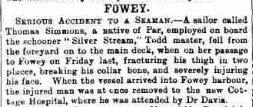 FOWEY.
SERIOUS ACCIDENT TO A SEAMAN.—A sailor called
Thomas Simmons, a native of Par, employed on board
the schooner "Silver Stream," Todd master, fell from
the foreyard on to the main deck, when on her passage
to Fowey on Friday last, fracturing his thigh in two
places, breaking his collar bone, and severely injuring
his face. When the vessel arrived into Fowey harbour,
the injured man was at once removed to the new Cot-
tage Hospital, where he was attended by Dr Davis.